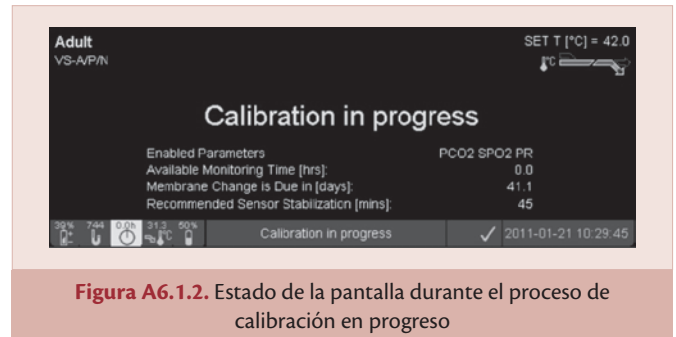 Adult
SET T [°C] = 42.0
VS-A/P/N
°C
Calibration in progress
Enabled Parameters PCO2 SPO2 PR
Available Monitoring Time [hrs]: 0.0
Membrane Change is Due in [days]: 41.1
Recommended Sensor Stabilization [mins]: 45
39% 744 0.0h 31.3 °C 50% Calibration in progress 2011-01-21 10:29:45
Figura A6.1.2. Estado de la pantalla durante el proceso de
calibración en progreso